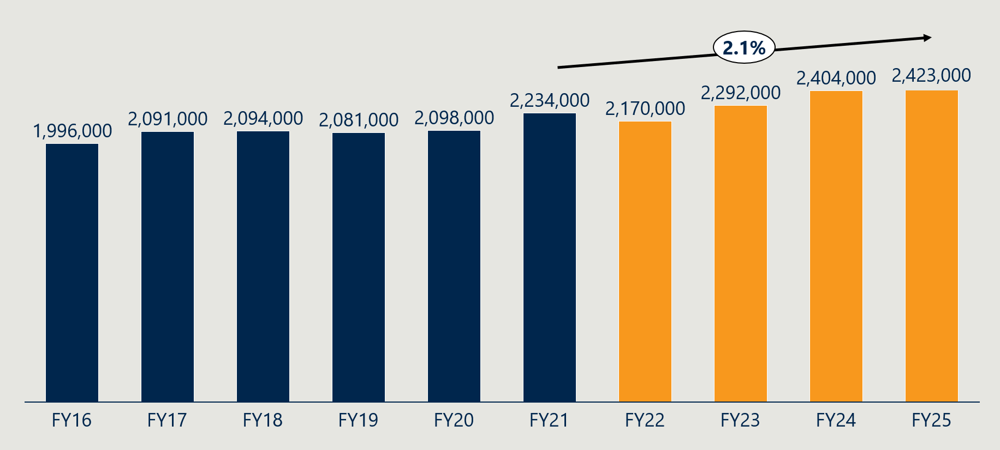 2.1%
1,996,000
2,091,000
2,094,000
2,081,000
2,098,000
2,234,000
2,170,000
2,292,000
2,404,000
2,423,000
FY16
FY17
FY18
FY19
FY20
FY21
FY22
FY23
FY24
FY25